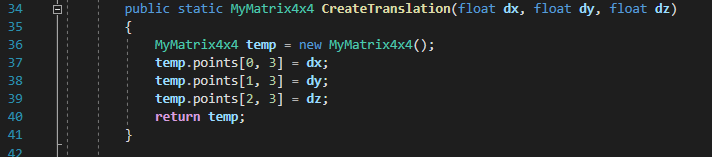 34 public static MyMatrix4x4 CreateTranslation(float dx, float dy, float dz)
35 {
36 MyMatrix4x4 temp = new MyMatrix4x4();
37 temp.points[0, 3] = dx;
38 temp.points[1, 3] = dy;
39 temp.points[2, 3] = dz;
40 return temp;
41 }
42